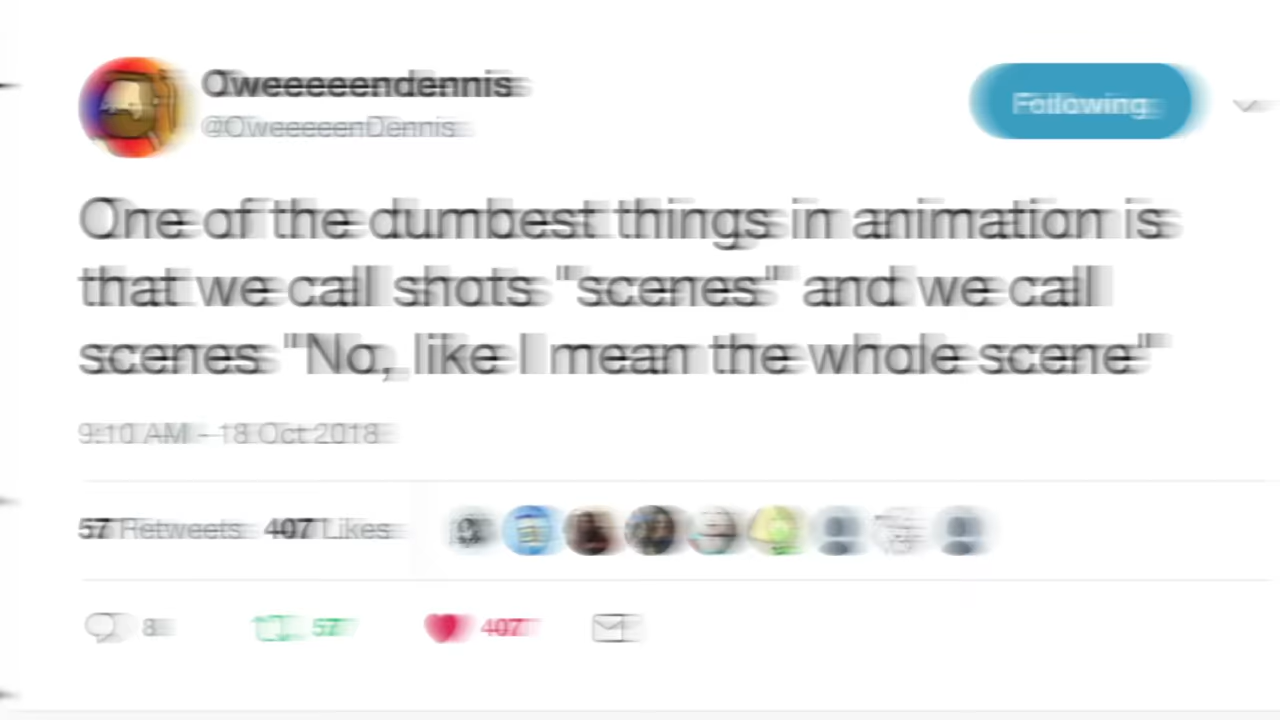 Oweeeeendennis
@OweeeeenDennis
Following
One of the dumbest things in animation is
that we call shots "scenes" and we call
scenes "No, like I mean the whole scene"
9:10 AM - 18 Oct 2018
57 Retweets 407 Likes
8 57 407